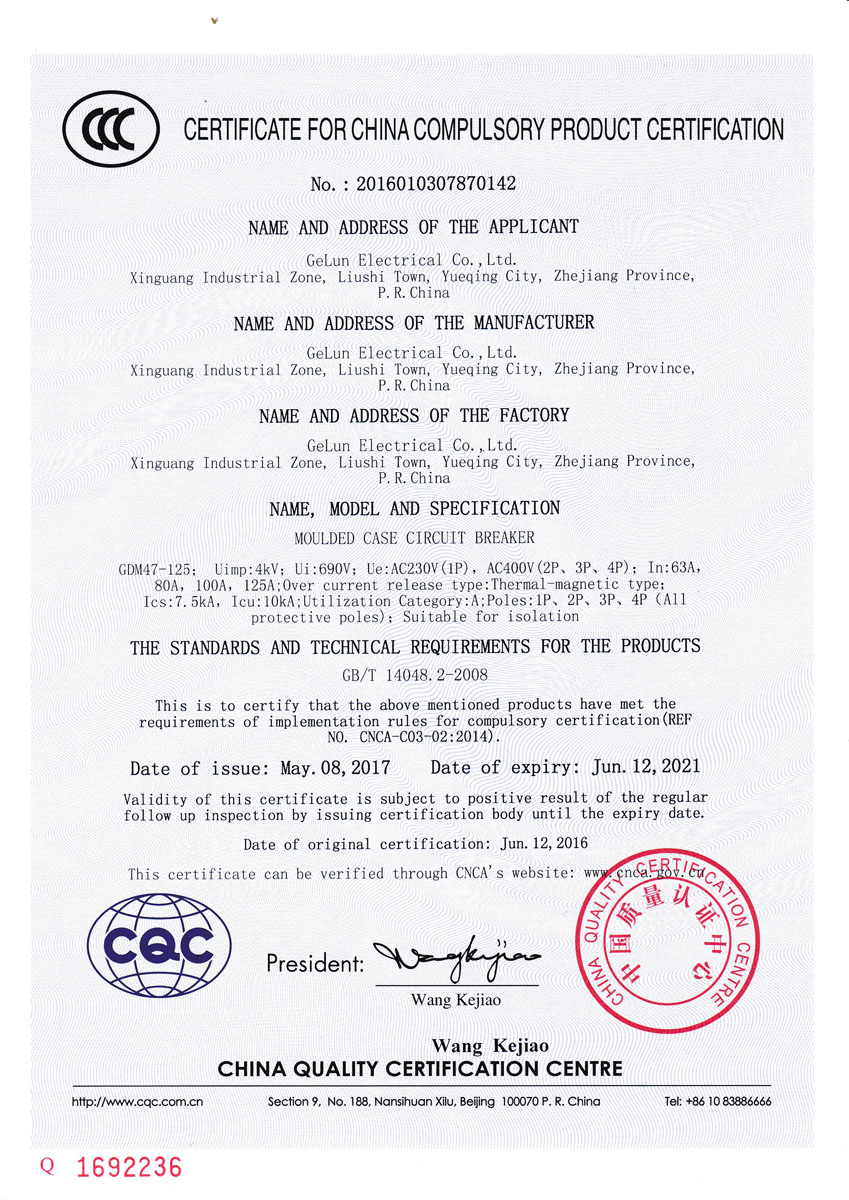 CCC
CERTIFICATE FOR CHINA COMPULSORY PRODUCT CERTIFICATION
No.: 2016010307870142
NAME AND ADDRESS OF THE APPLICANT
GeLun Electrical Co.,Ltd.
Xinguang Industrial Zone, Liushi Town, Yueqing City, Zhejiang Province,
P.R.China
NAME AND ADDRESS OF THE MANUFACTURER
GeLun Electrical Co.,Ltd.
Xinguang Industrial Zone, Liushi Town, Yueqing City, Zhejiang Province,
P.R.China
NAME AND ADDRESS OF THE FACTORY
GeLun Electrical Co.,Ltd.
Xinguang Industrial Zone, Liushi Town, Yueqing City, Zhejiang Province,
P.R.China
NAME, MODEL AND SPECIFICATION
MOULDED CASE CIRCUIT BREAKER
GDM47-125; Uimp:4kV; Ui:690V; Ue:AC230V(1P), AC400V(2P、3P、4P); In:63A,
80A, 100A, 125A;Over current release type:Thermal-magnetic type;
Ics:7.5kA, Icu:10kA;Utilization Category:A;Poles:1P、2P、3P、4P (All
protective poles); Suitable for isolation
THE STANDARDS AND TECHNICAL REQUIREMENTS FOR THE PRODUCTS
GB/T 14048.2-2008
This is to certify that the above mentioned products have met the
requirements of implementation rules for compulsory certification(REF
NO. CNCA-C03-02:2014).
Date of issue: May.08,2017 Date of expiry: Jun.12,2021
Validity of this certificate is subject to positive result of the regular
follow up inspection by issuing certification body until the expiry date.
Date of original certification: Jun.12,2016
This certificate can be verified through CNCA's website: www.cnca.gov.cn
CHINA QUALITY CERTIFICATION CENTRE
中国质量认证中心
CQC
President: Wangkejiao
Wang Kejiao
Wang Kejiao
CHINA QUALITY CERTIFICATION CENTRE
http://www.cqc.com.cn Section 9, No. 188, Nansihuan Xilu, Beijing 100070 P. R. China Tel: +86 10 83886666
Q 1692236